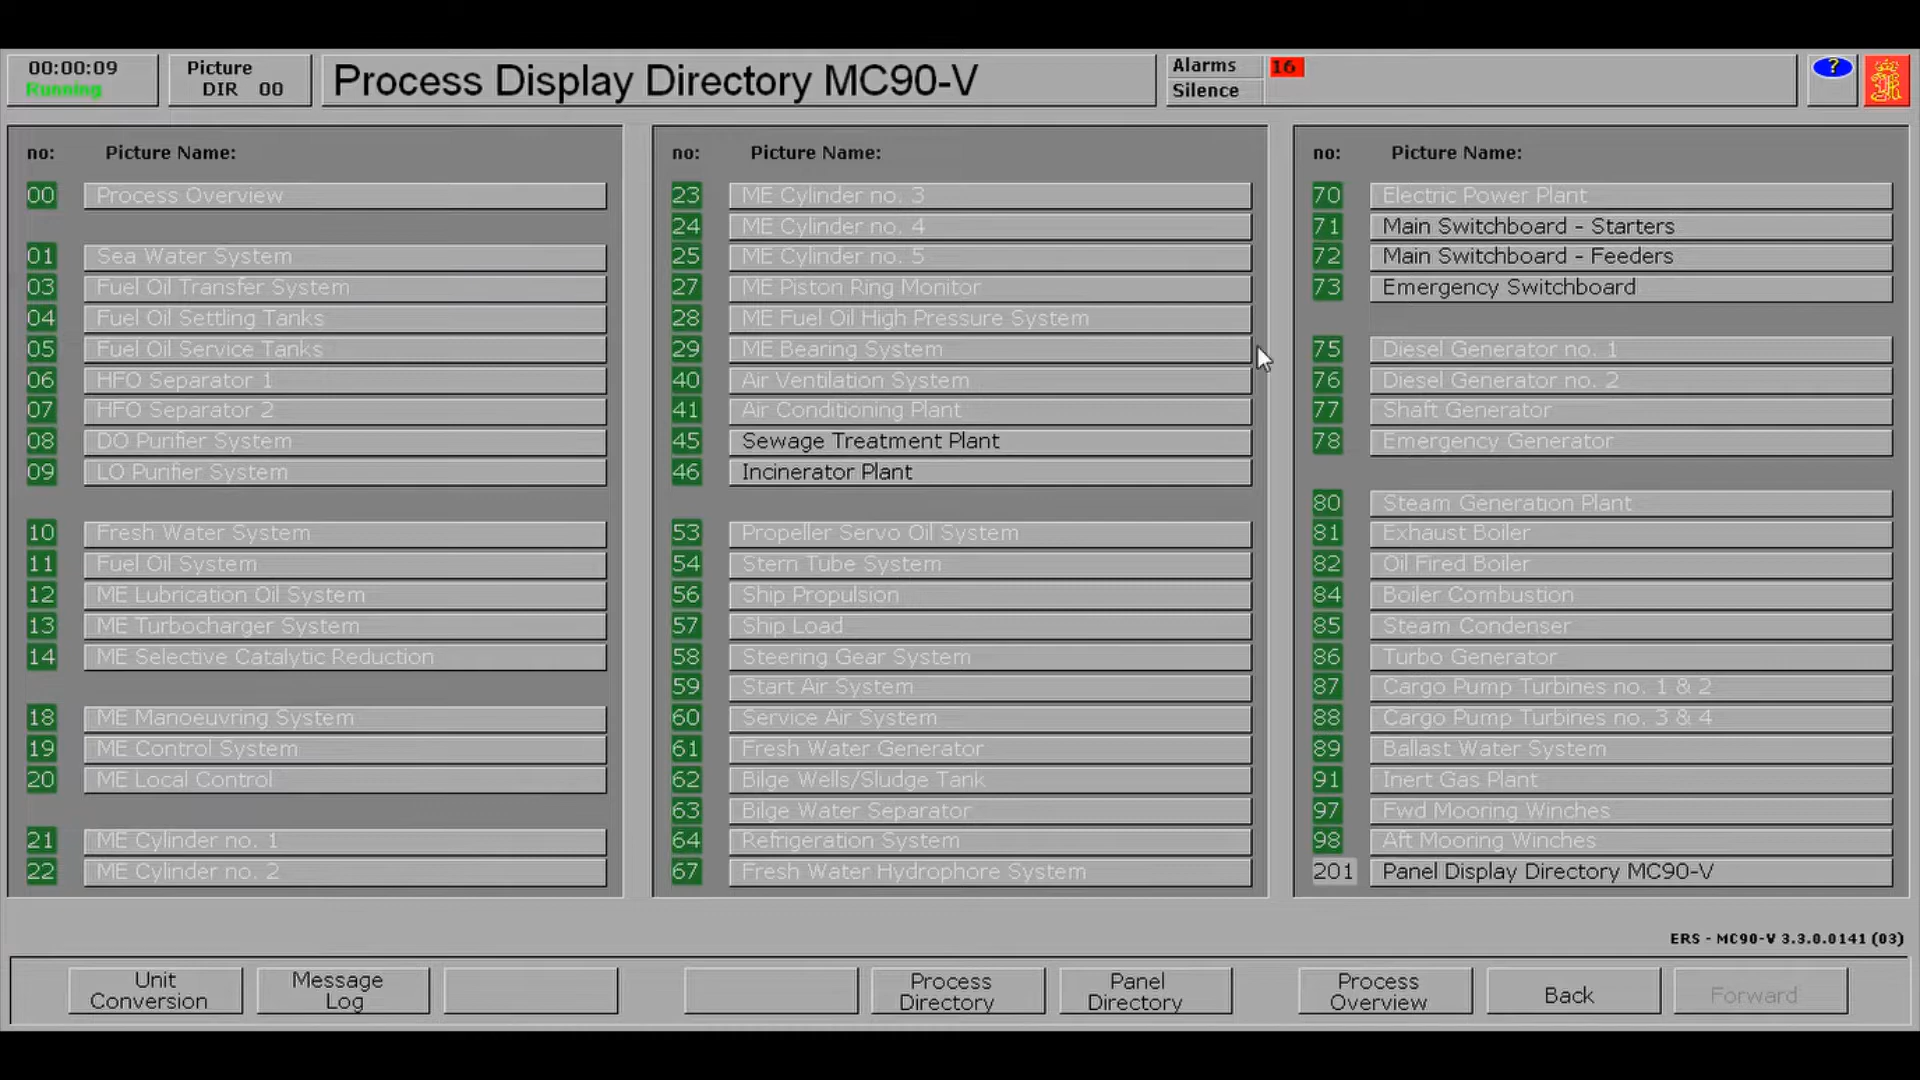 00:00:09
Running
Picture
DIR 00
Process Display Directory MC90-V
Alarms
16
Silence
?
no: Picture Name:
00 Process Overview
01 Sea Water System
03 Fuel Oil Transfer System
04 Fuel Oil Settling Tanks
05 Fuel Oil Service Tanks
06 HFO Separator 1
07 HFO Separator 2
08 DO Purifier System
09 LO Purifier System
10 Fresh Water System
11 Fuel Oil System
12 ME Lubrication Oil System
13 ME Turbocharger System
14 ME Selective Catalytic Reduction
18 ME Manoeuvring System
19 ME Control System
20 ME Local Control
21 ME Cylinder no. 1
22 ME Cylinder no. 2
no: Picture Name:
23 ME Cylinder no. 3
24 ME Cylinder no. 4
25 ME Cylinder no. 5
27 ME Piston Ring Monitor
28 ME Fuel Oil High Pressure System
29 ME Bearing System
40 Air Ventilation System
41 Air Conditioning Plant
45 Sewage Treatment Plant
46 Incinerator Plant
53 Propeller Servo Oil System
54 Stern Tube System
56 Ship Propulsion
57 Ship Load
58 Steering Gear System
59 Start Air System
60 Service Air System
61 Fresh Water Generator
62 Bilge Wells/Sludge Tank
63 Bilge Water Separator
64 Refrigeration System
67 Fresh Water Hydrophore System
no: Picture Name:
70 Electric Power Plant
71 Main Switchboard - Starters
72 Main Switchboard - Feeders
73 Emergency Switchboard
75 Diesel Generator no. 1
76 Diesel Generator no. 2
77 Shaft Generator
78 Emergency Generator
80 Steam Generation Plant
81 Exhaust Boiler
82 Oil Fired Boiler
84 Boiler Combustion
85 Steam Condenser
86 Turbo Generator
87 Cargo Pump Turbines no. 1 & 2
88 Cargo Pump Turbines no. 3 & 4
89 Ballast Water System
91 Inert Gas Plant
97 Fwd Mooring Winches
98 Aft Mooring Winches
201 Panel Display Directory MC90-V
ERS - MC90-V 3.3.0.0141 (03)
Unit
Conversion
Message
Log
Process
Directory
Panel
Directory
Process
Overview
Back
Forward